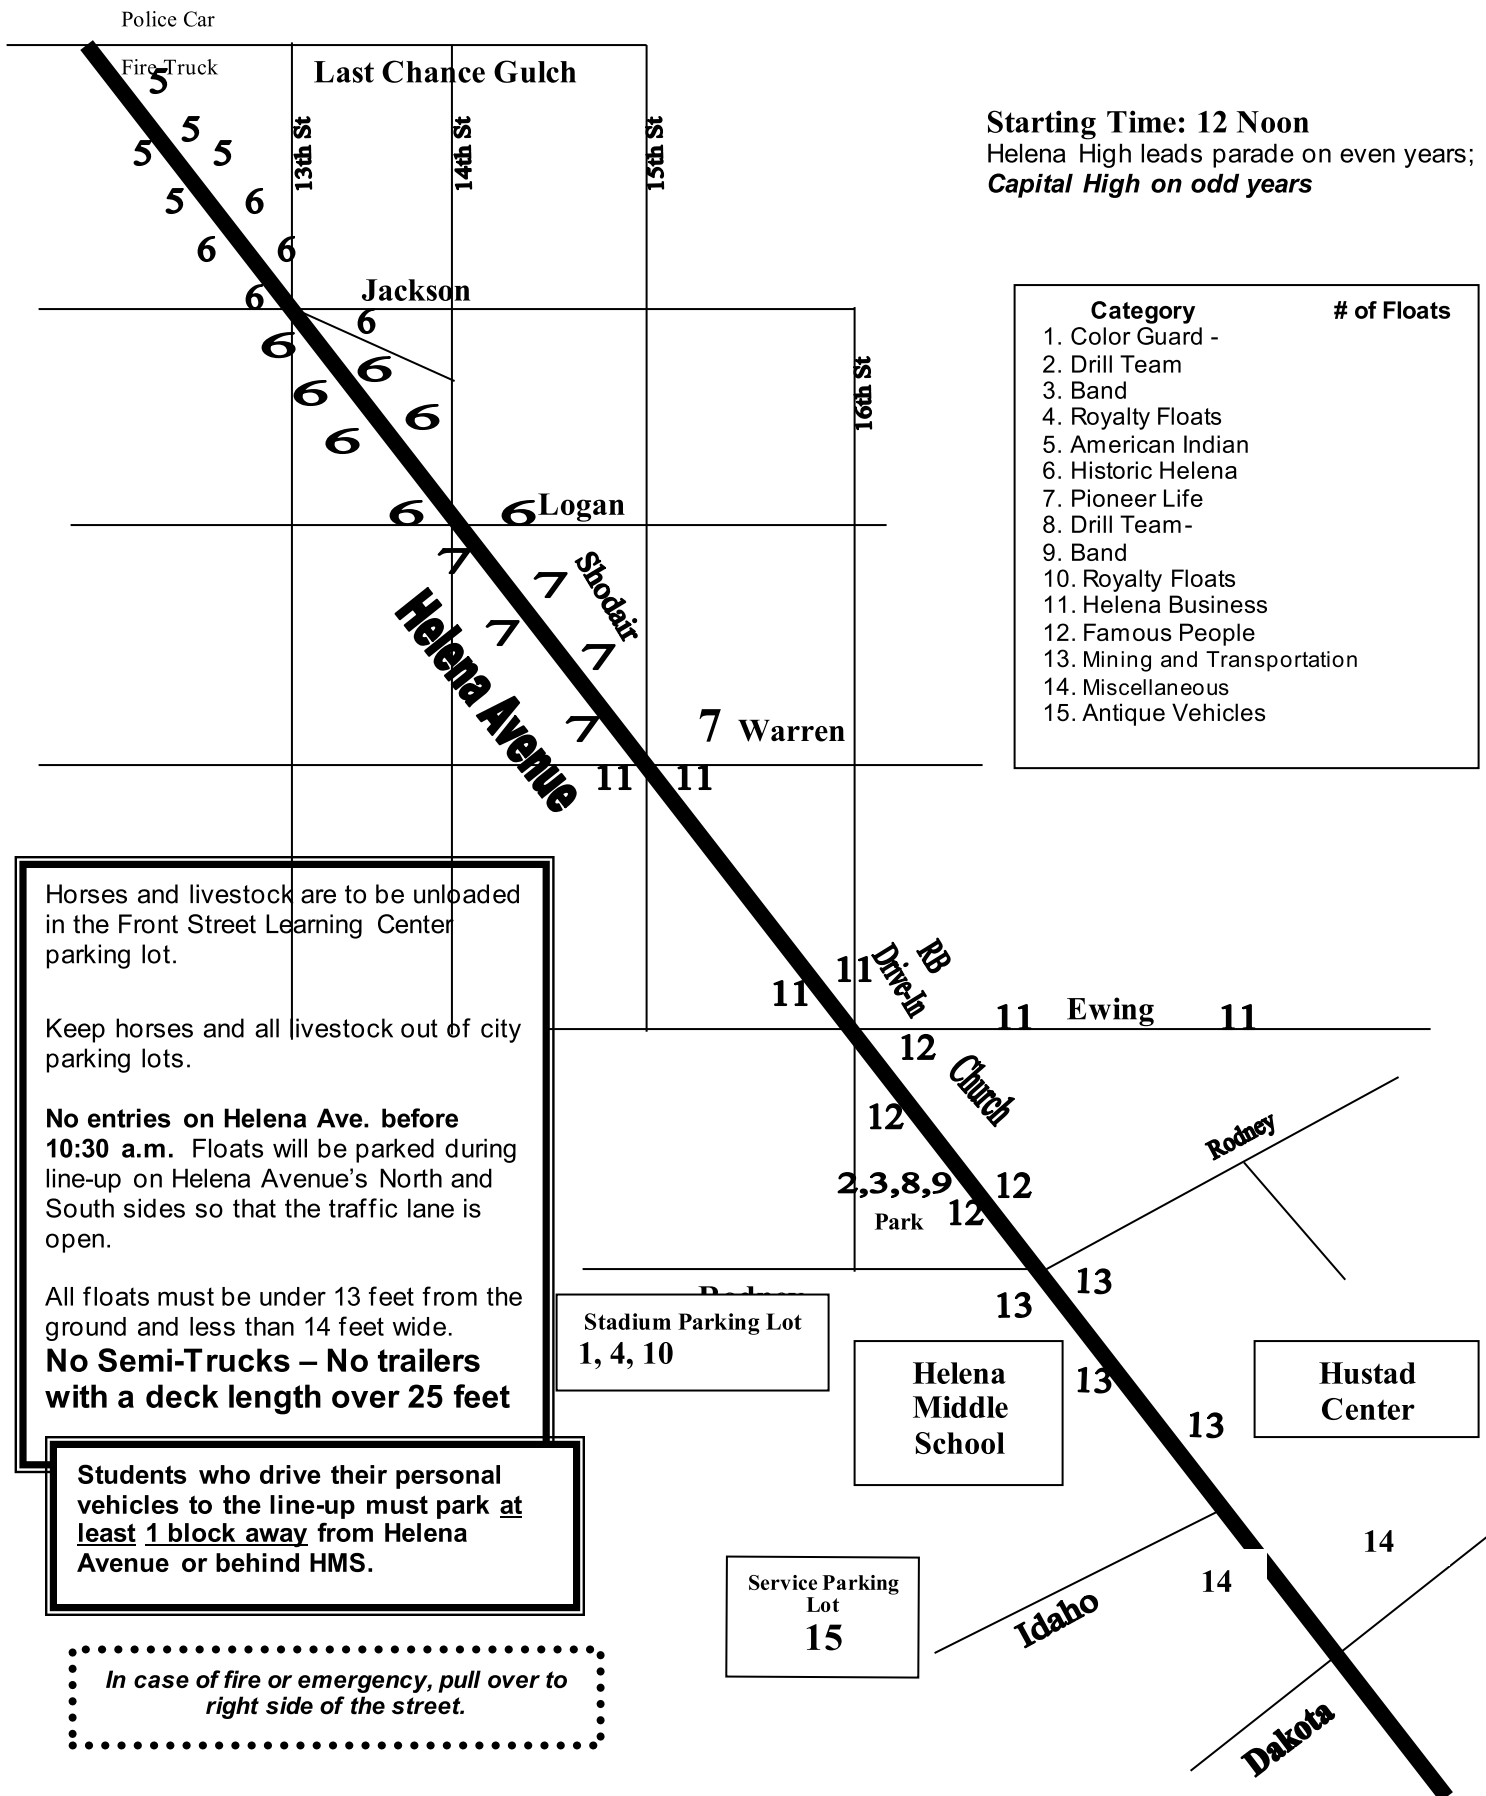 Police Car
Fire Truck
Last Chance Gulch
5
5
5
5
5
6
6
6
6
13th St
14th St
15th St
Starting Time: 12 Noon
Helena High leads parade on even years;
Capital High on odd years
Jackson
6
6
6
6
6
6
16th St
Category # of Floats
1. Color Guard -
2. Drill Team
3. Band
4. Royalty Floats
5. American Indian
6. Historic Helena
7. Pioneer Life
8. Drill Team-
9. Band
10. Royalty Floats
11. Helena Business
12. Famous People
13. Mining and Transportation
14. Miscellaneous
15. Antique Vehicles
6
6 Logan
7
7
Shodair
7
7
Helena Avenue
7
7 Warren
11
11
11
11
RB
Drive-In
11 Ewing 11
12
Church
12
2,3,8,9
Park
12
12
Rodney
13
13
13
13
Horses and livestock are to be unloaded
in the Front Street Learning Center
parking lot.
Keep horses and all livestock out of city
parking lots.
No entries on Helena Ave. before
10:30 a.m. Floats will be parked during
line-up on Helena Avenue’s North and
South sides so that the traffic lane is
open.
All floats must be under 13 feet from the
ground and less than 14 feet wide.
No Semi-Trucks – No trailers
with a deck length over 25 feet
Rodney
Stadium Parking Lot
1, 4, 10
Helena
Middle
School
Hustad
Center
Students who drive their personal
vehicles to the line-up must park at
least 1 block away from Helena
Avenue or behind HMS.
14
14
Service Parking
Lot
15
Idaho
Dakota
In case of fire or emergency, pull over to
right side of the street.